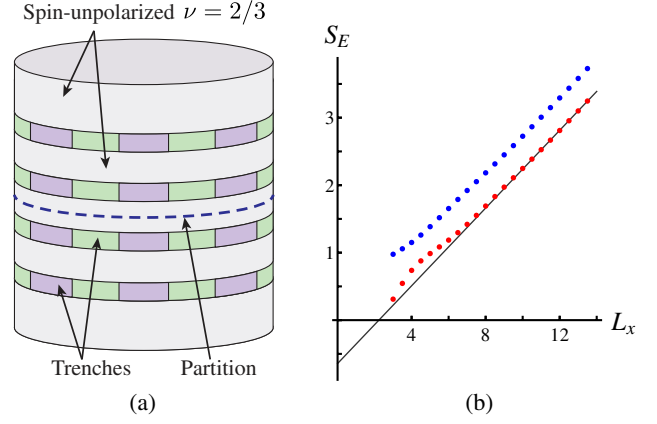 Spin-unpolarized ν = 2/3
Trenches
Partition
(a)
S_E
3
2
1
4
8
12
L_x
(b)